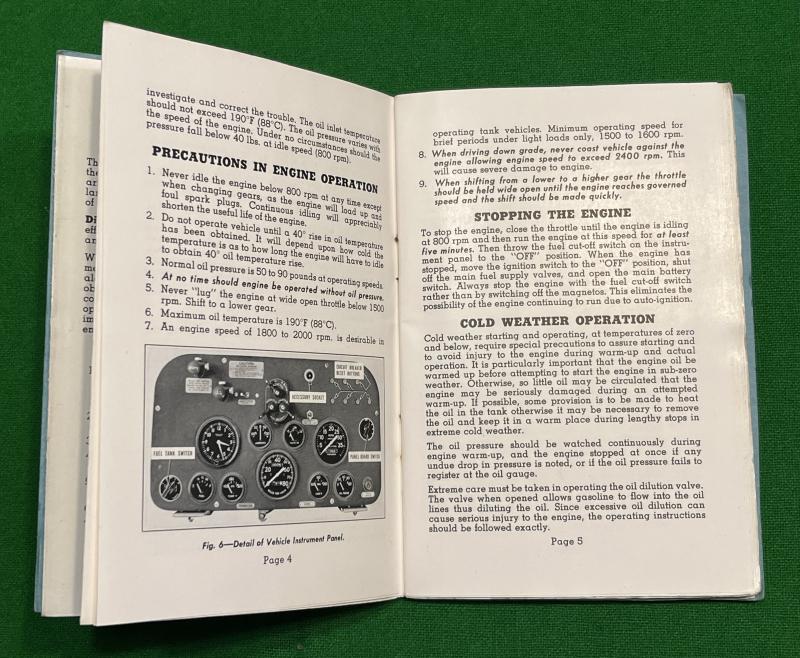 investigate and correct the trouble. The oil inlet temperature
should not exceed 190°F (88°C). The oil pressure varies with
the speed of the engine. Under no circumstances should the
pressure fall below 40 lbs. at idle speed (800 rpm).
PRECAUTIONS IN ENGINE OPERATION
1. Never idle the engine below 800 rpm at any time except
when changing gears, as the engine will load up and
foul spark plugs. Continuous idling will appreciably
shorten the useful life of the engine.
2. Do not operate vehicle until a 40° rise in oil temperature
has been obtained. It will depend upon how cold the
temperature is as to how long the engine will have to idle
to obtain 40° oil temperature rise.
3. Normal oil pressure is 50 to 90 pounds at operating speeds.
4. At no time should engine be operated without oil pressure.
5. Never "lug" the engine at wide open throttle below 1500
rpm. Shift to a lower gear.
6. Maximum oil temperature is 190°F (88°C).
7. An engine speed of 1800 to 2000 rpm. is desirable in
CAUTION
CIRCUIT BREAKER
RESET BUTTONS
ACCESSORY SOCKET
FUEL TANK SWITCH
PANEL BOARD SWITCH
Fig. 6—Detail of Vehicle Instrument Panel.
Page 4
operating tank vehicles. Minimum operating speed for
brief periods under light loads only, 1500 to 1600 rpm.
8. When driving down grade, never coast vehicle against the
engine allowing engine speed to exceed 2400 rpm. This
will cause severe damage to engine.
9. When shifting from a lower to a higher gear the throttle
should be held wide open until the engine reaches governed
speed and the shift should be made quickly.
STOPPING THE ENGINE
To stop the engine, close the throttle until the engine is idling
at 800 rpm and then run the engine at this speed for at least
five minutes. Then throw the fuel cut-off switch on the instru-
ment panel to the "OFF" position. When the engine has
stopped, move the ignition switch to the "OFF" position, shut
off the main fuel supply valves, and open the main battery
switch. Always stop the engine with the fuel cut-off switch
rather than by switching off the magnetos. This eliminates the
possibility of the engine continuing to run due to auto-ignition.
COLD WEATHER OPERATION
Cold weather starting and operating, at temperatures of zero
and below, require special precautions to assure starting and
to avoid injury to the engine during warm-up and actual
operation. It is particularly important that the engine oil be
warmed up before attempting to start the engine in sub-zero
weather. Otherwise, so little oil may be circulated that the
engine may be seriously damaged during an attempted
warm-up. If possible, some provision is to be made to heat
the oil in the tank otherwise it may be necessary to remove
the oil and keep it in a warm place during lengthy stops in
extreme cold weather.
The oil pressure should be watched continuously during
engine warm-up, and the engine stopped at once if any
undue drop in pressure is noted, or if the oil pressure fails to
register at the oil gauge.
Extreme care must be taken in operating the oil dilution valve.
The valve when opened allows gasoline to flow into the oil
lines thus diluting the oil. Since excessive oil dilution can
cause serious injury to the engine, the operating instructions
should be followed exactly.
Page 5